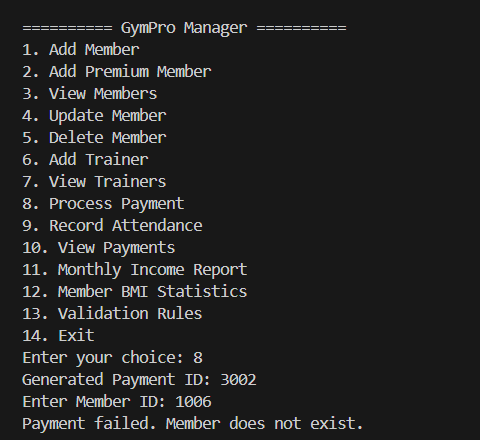 ========== GymPro Manager ==========
1. Add Member
2. Add Premium Member
3. View Members
4. Update Member
5. Delete Member
6. Add Trainer
7. View Trainers
8. Process Payment
9. Record Attendance
10. View Payments
11. Monthly Income Report
12. Member BMI Statistics
13. Validation Rules
14. Exit
Enter your choice: 8
Generated Payment ID: 3002
Enter Member ID: 1006
Payment failed. Member does not exist.